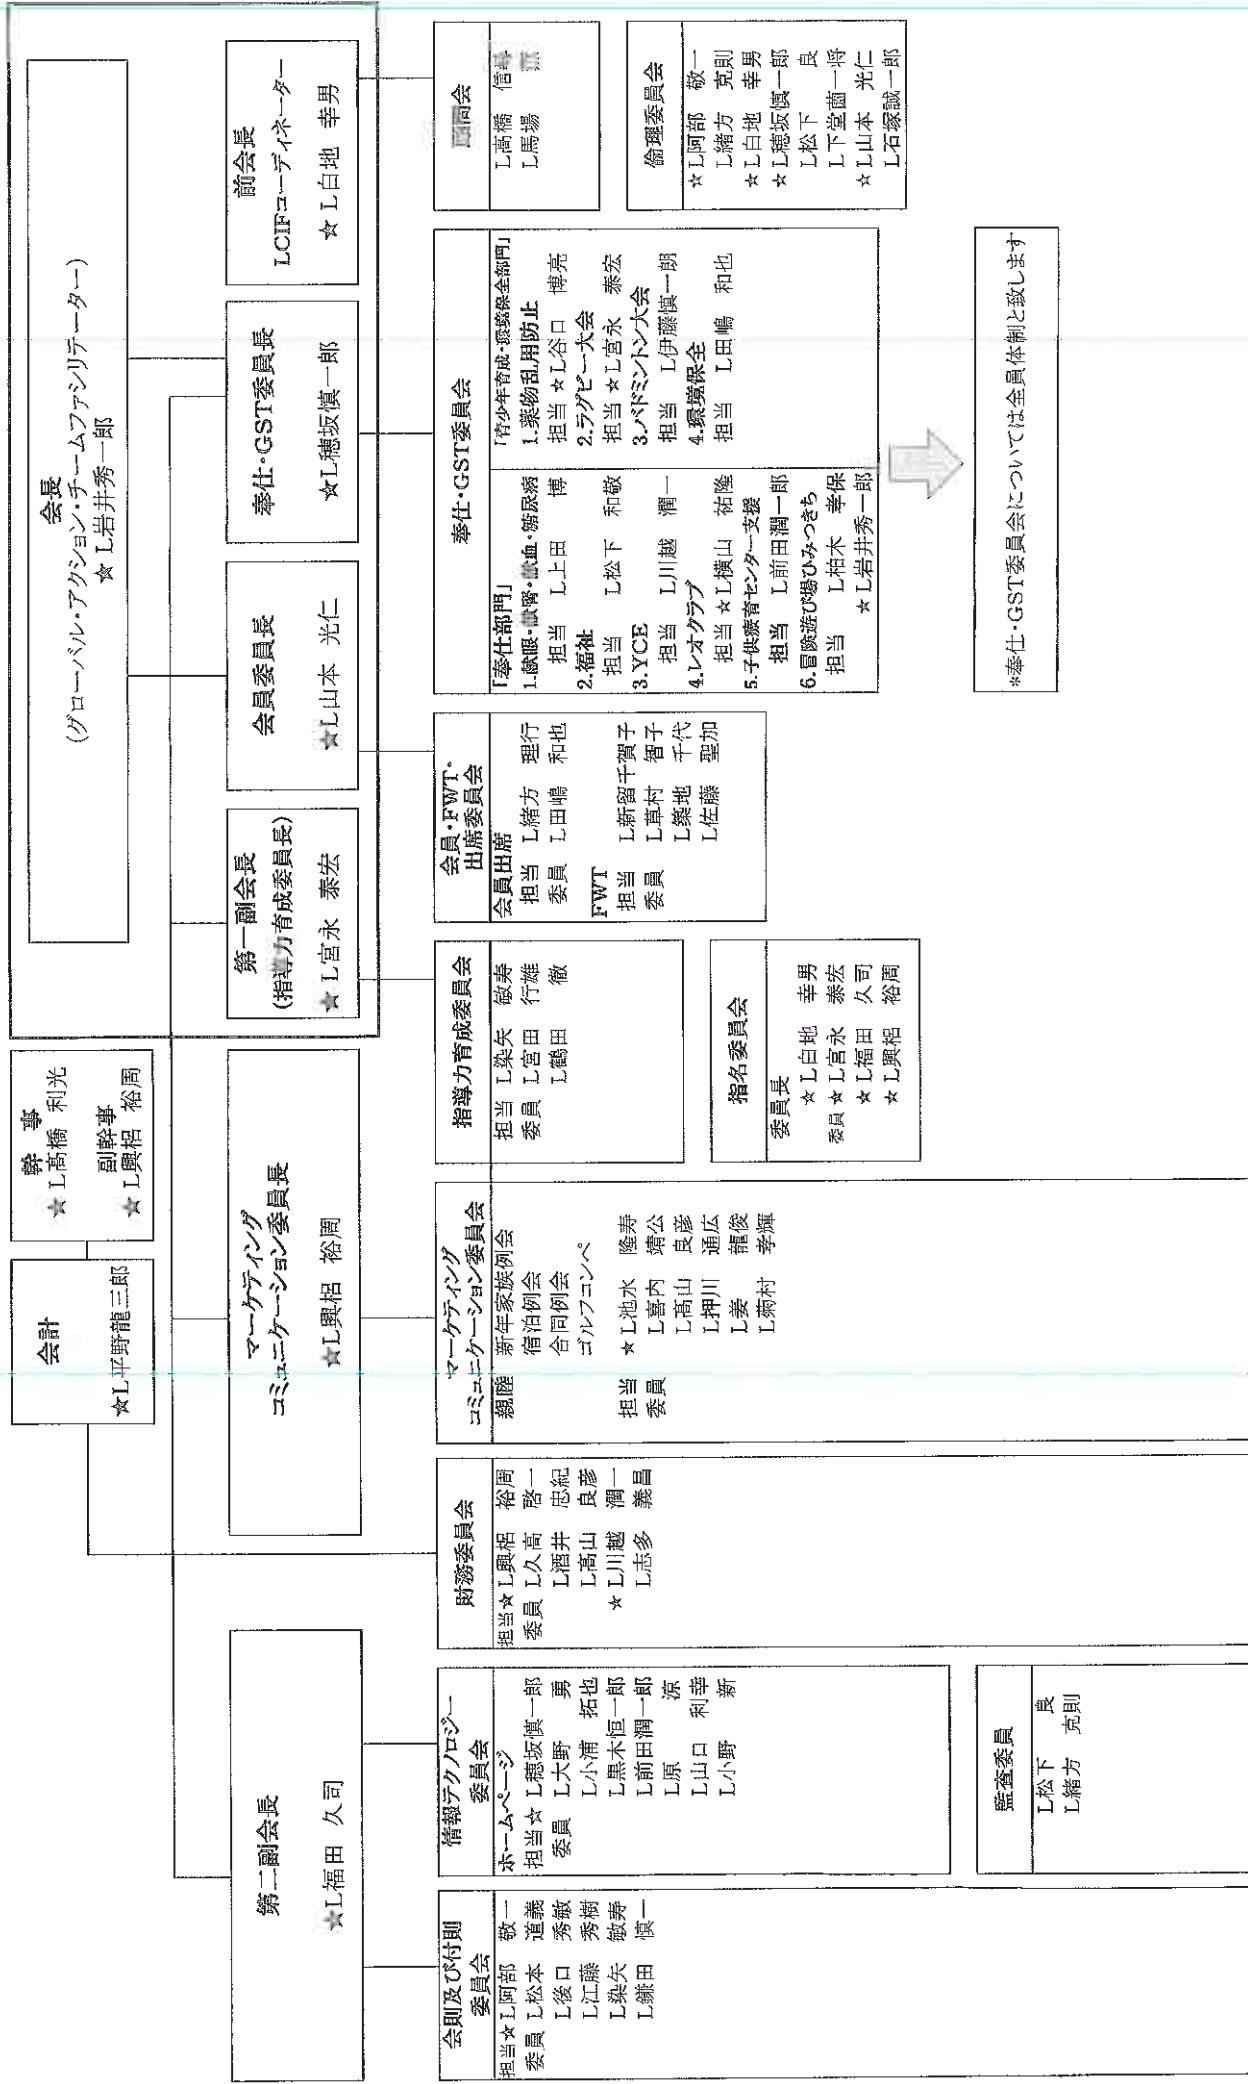 会長
(グローバル・アクション・チームファシリテーター)
★ L岩井秀一郎
幹　事
★ L髙橋 利光
副幹事
★ L興梠 裕周
会計
★L平野龍三郎
第二副会長
★L福田 久司
マーケティング
コミュニケーション委員長
★L興梠 裕周
第一副会長
(指導力育成委員長)
★ L宮永 泰宏
会員委員長
★L山本 光仁
奉仕・GST委員長
★L穂坂慎一郎
前会長
LCIFコーディネーター
★ L白地 幸男
会則及び付則
委員会
担当☆L阿部 敬一
委員 L松本 道義
L後口 秀敏
L江藤 秀樹
L染矢 敏寿
L鎌田 慎一
情報テクノロジー
委員会
ホームページ
担当☆ L穂坂慎一郎
委員 L大野 勇
L小浦 拓也
L黒木恒一郎
L前田潤一郎
L原 涼
L山口 利幸
L小野 新
財務委員会
担当☆L興梠 裕周
委員 L久高 啓一
L酒井 忠紀
L髙山 良彦
★ L川越 潤一
L志多 義昌
マーケティング
コミュニケーション委員会
親睦 新年家族例会
宿泊例会
合同例会
ゴルフコンペ
担当 ★L池水 隆寿
委員 L喜内 靖公
L髙山 良彦
L押川 通広
L姜 龍俊
L菊村 孝輝
指導力育成委員会
担当 L染矢 敏寿
委員 L宮田 行雄
L鶴田 徹
会員・FWT・
出席委員会
会員出席
担当 L緒方 理行
委員 L田嶋 和也
FWT
担当 L新留千賀子
委員 L草村 智子
L築地 千代
L佐藤 聖加
奉仕・GST委員会
「奉仕部門」
1.献眼・献腎・献血・糖尿病
担当 L上田 博
2.福祉
担当 L松下 和敬
3.YCE
担当 L川越 潤一
4.レオクラブ
担当 ☆L横山 祐隆
5.子供療育センター支援
担当 L前田潤一郎
6.冒険遊び場ひみつきち
担当 L柏木 孝保
★L岩井秀一郎
「青少年育成・環境保全部門」
1.薬物乱用防止
担当 ☆L谷口 博亮
2.ラグビー大会
担当 ★L宮永 泰宏
3.バドミントン大会
担当 L伊藤慎一朗
4.環境保全
担当 L田嶋 和也
顧問会
L髙橋 信
L馬場
監査委員
L松下 良
L緒方 克則
指名委員会
委員長
★ L白地 幸男
委員 ★ L宮永 泰宏
★ L福田 久司
★ L興梠 裕周
倫理委員会
★ L阿部 敬一
L緒方 克則
★ L白地 幸男
★ L穂坂慎一郎
L松下 良
L下堂薗一将
★ L山本 光仁
L石塚誠一郎
*奉仕・GST委員会については全員体制と致します